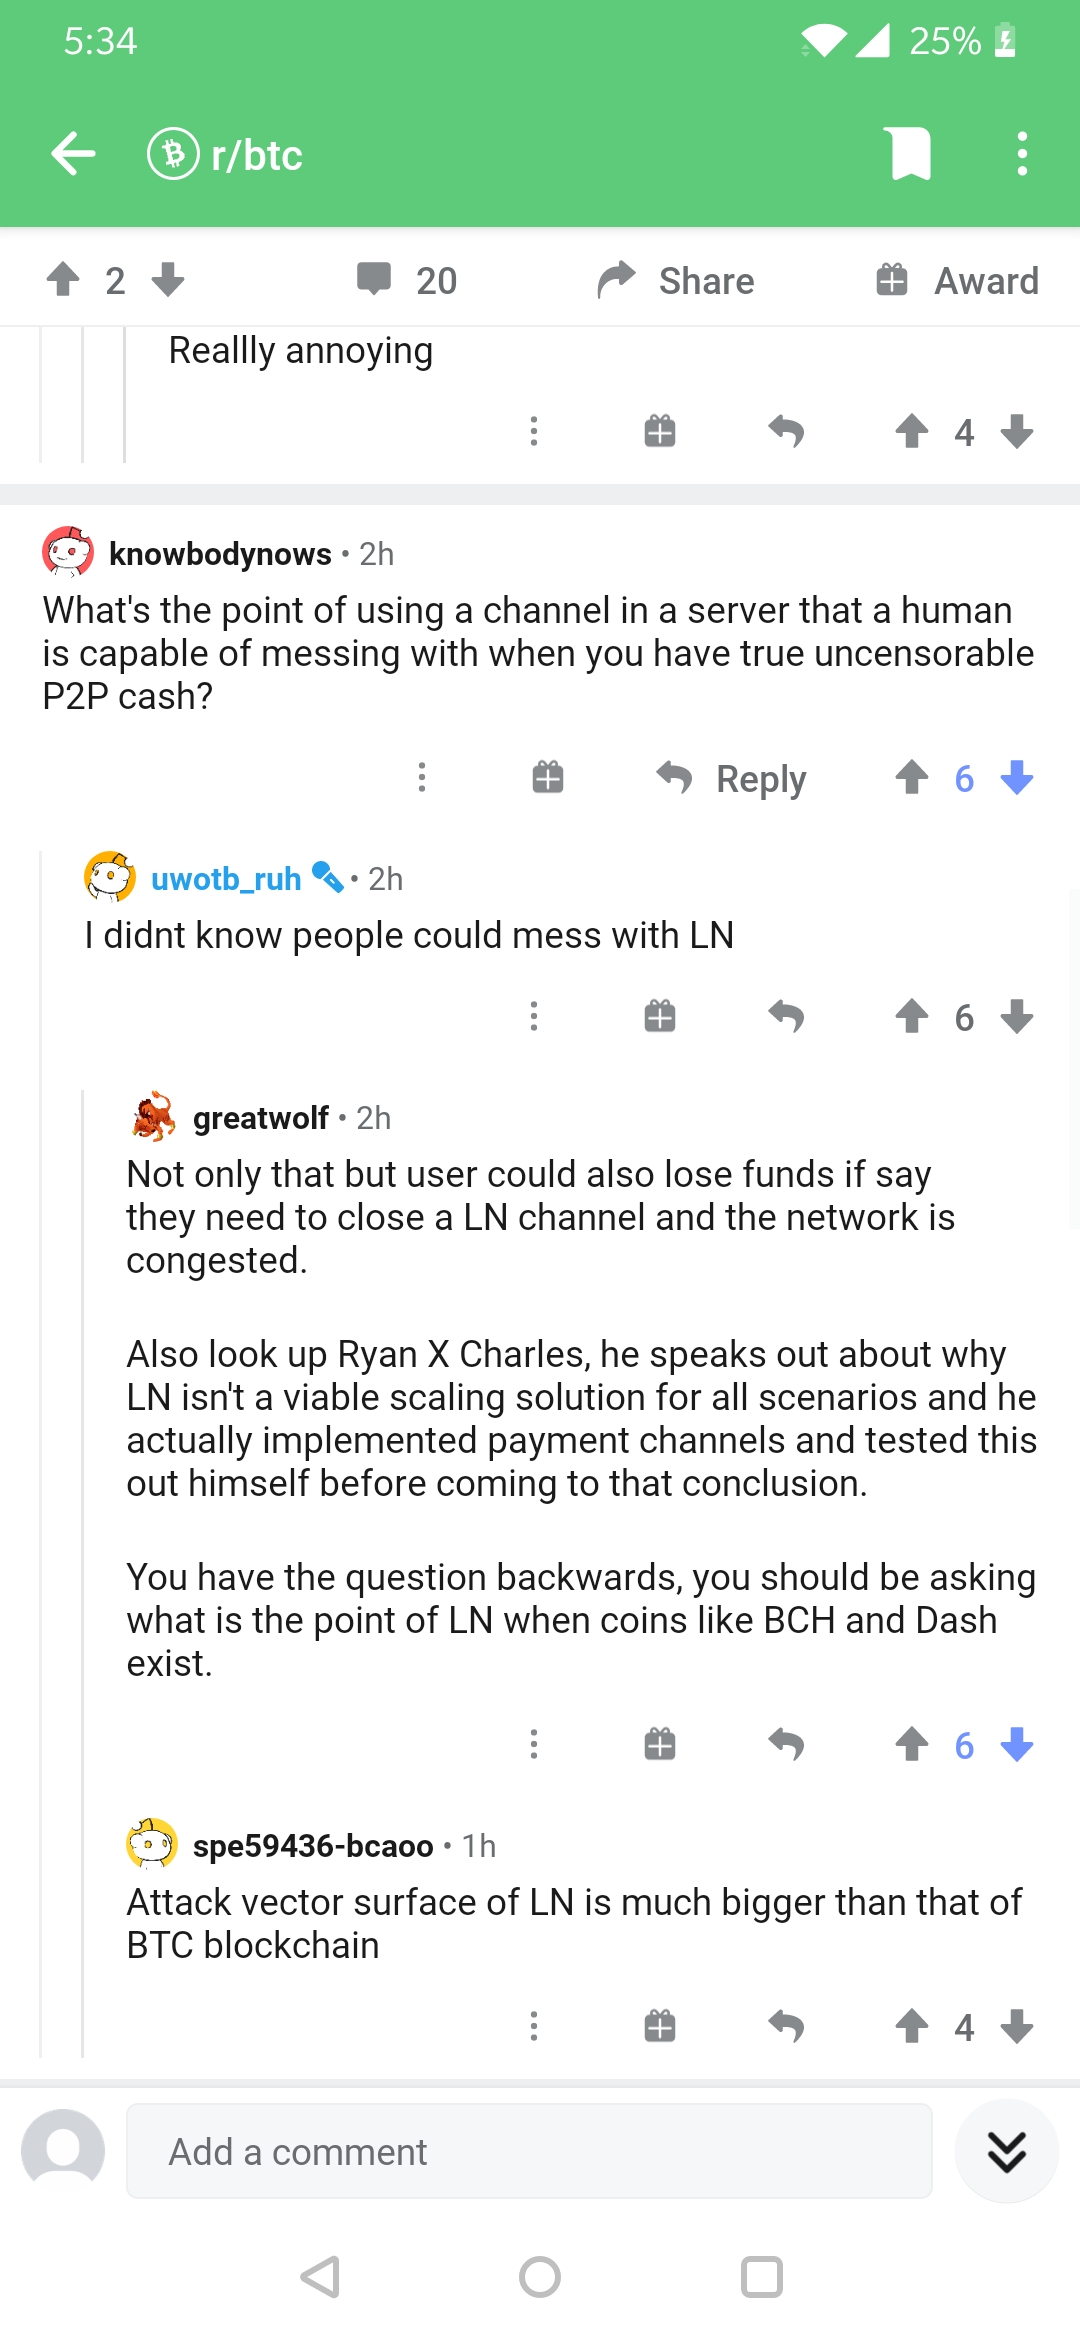 5:34
25%
r/btc
2
20
Share
Award
Reallly annoying
4
knowbodynows • 2h
What's the point of using a channel in a server that a human
is capable of messing with when you have true uncensorable
P2P cash?
Reply
6
uwotb_ruh • 2h
I didnt know people could mess with LN
6
greatwolf • 2h
Not only that but user could also lose funds if say
they need to close a LN channel and the network is
congested.
Also look up Ryan X Charles, he speaks out about why
LN isn't a viable scaling solution for all scenarios and he
actually implemented payment channels and tested this
out himself before coming to that conclusion.
You have the question backwards, you should be asking
what is the point of LN when coins like BCH and Dash
exist.
6
spe59436-bcaoo • 1h
Attack vector surface of LN is much bigger than that of
BTC blockchain
4
Add a comment